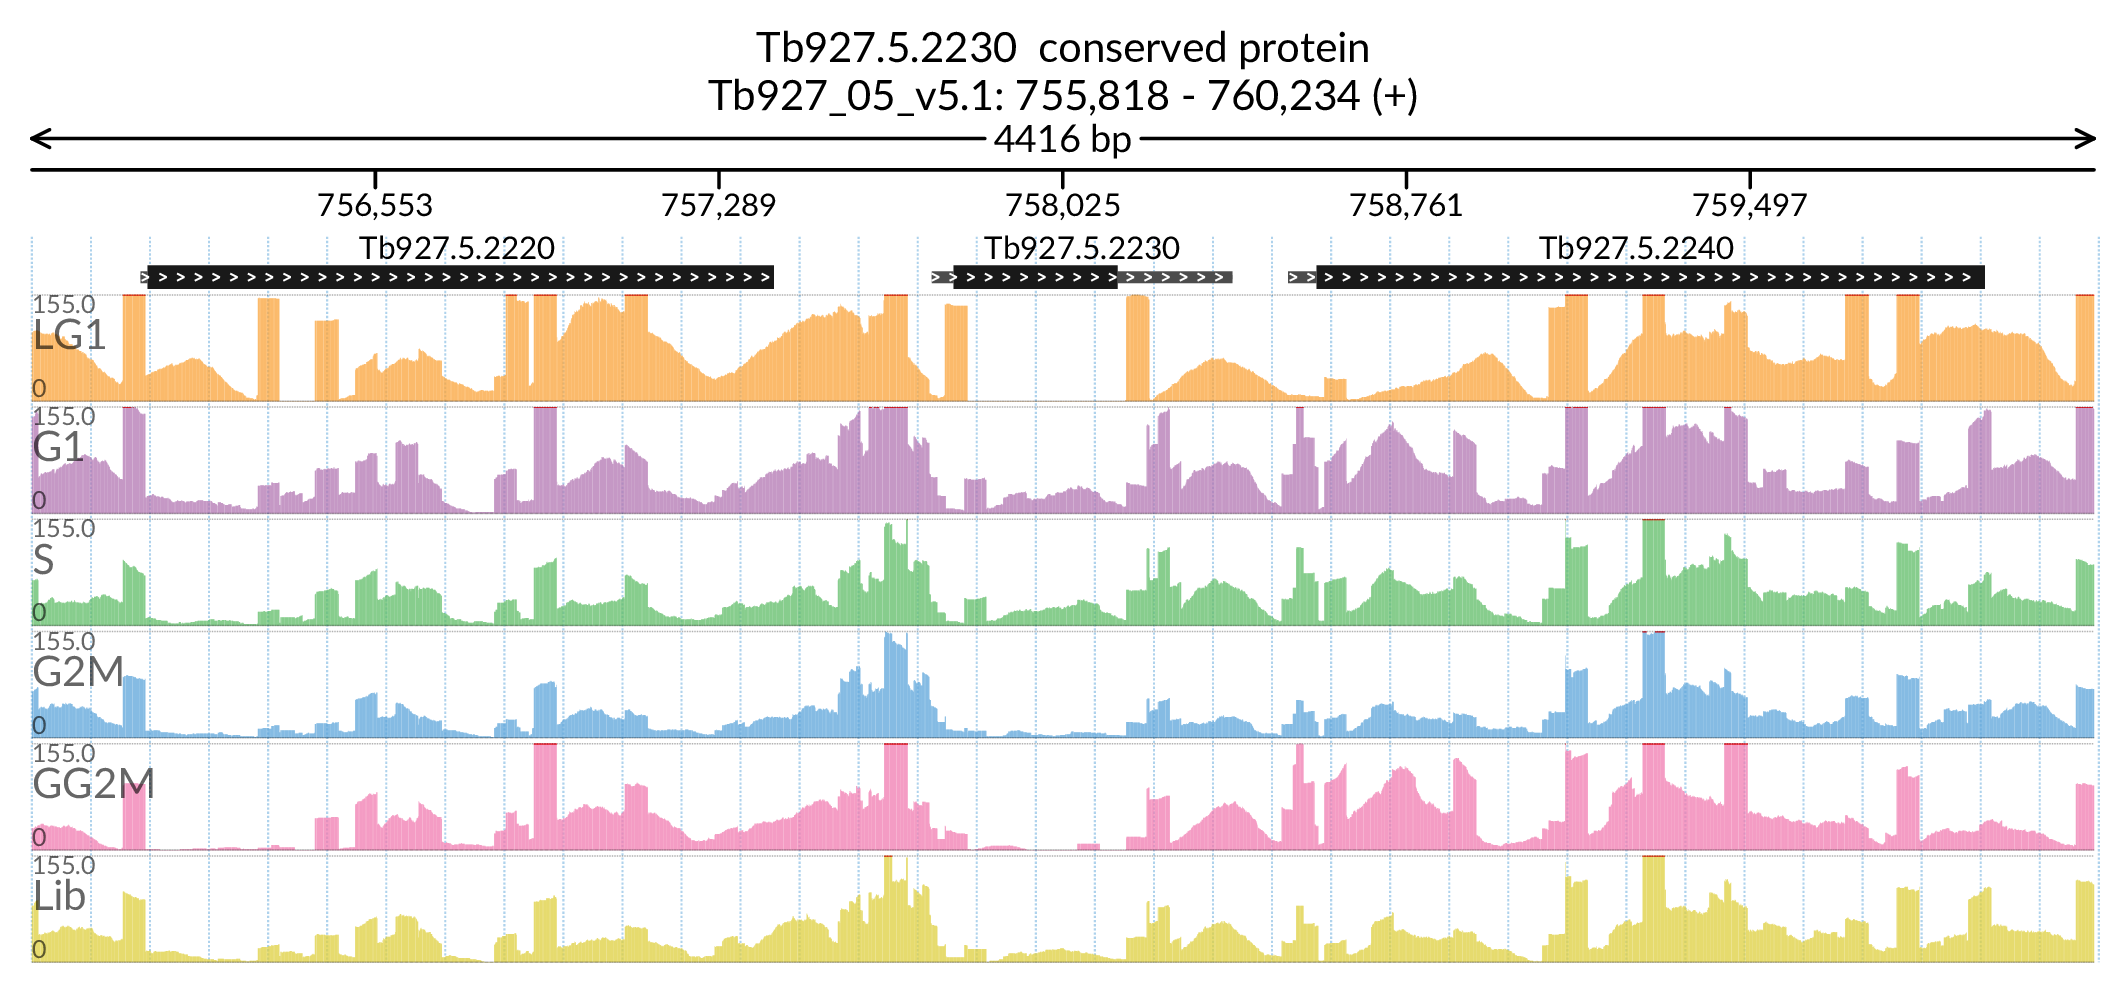 Tb927.5.2230 conserved protein
Tb927_05_v5.1: 755,818 - 760,234 (+)
4416 bp
756,553 757,289 758,025 758,761 759,497
Tb927.5.2220 Tb927.5.2230 Tb927.5.2240
155.0
LG1
0
155.0
G1
0
155.0
S
0
155.0
G2M
0
155.0
GG2M
0
155.0
Lib
0